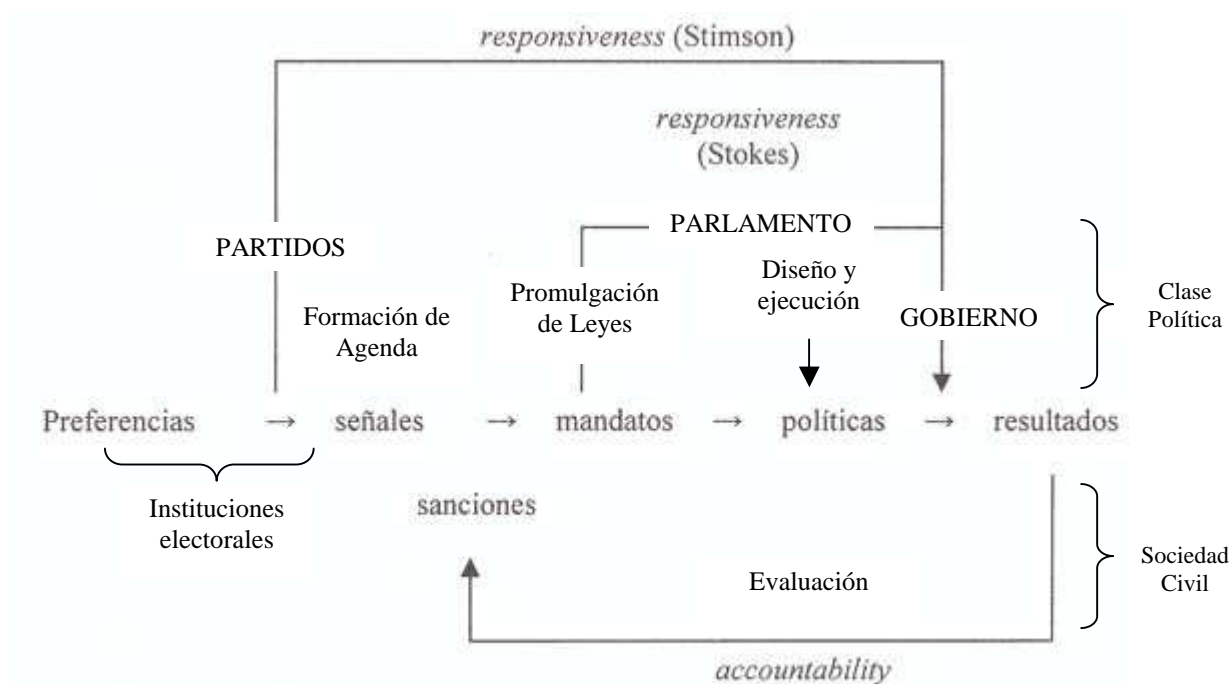 responsiveness (Stimson)
responsiveness
(Stokes)
PARTIDOS
PARLAMENTO
Formación de
Agenda
Promulgación
de Leyes
Diseño y
ejecución
GOBIERNO
Clase
Política
Preferencias → señales → mandatos → políticas → resultados
Instituciones
electorales
sanciones
Evaluación
Sociedad
Civil
accountability